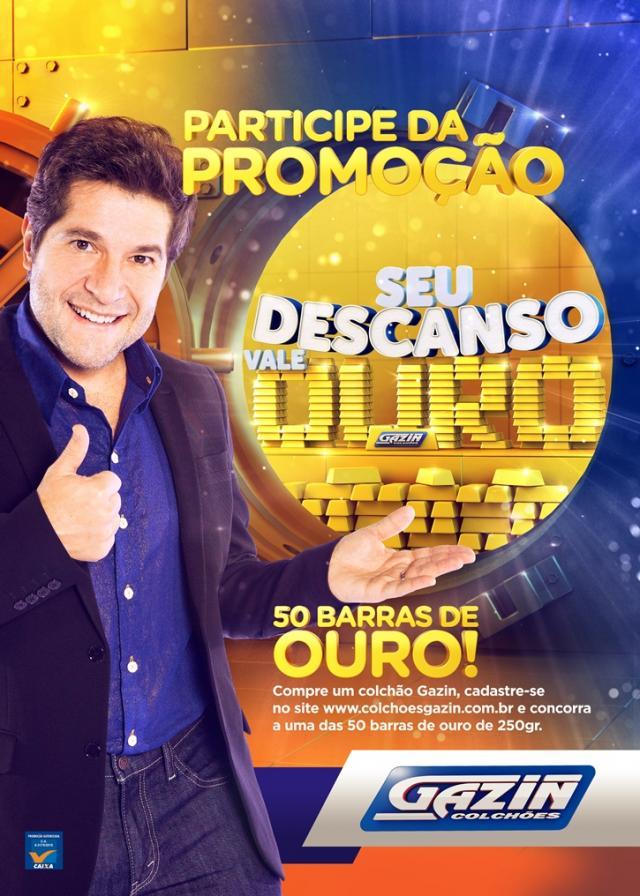 PARTICIPE DA
PROMOÇÃO
SEU
DESCANSO
VALE
OURO
GAZIN
50 BARRAS DE
OURO!
Compre um colchão Gazin, cadastre-se
no site www.colchoesgazin.com.br e concorra
a uma das 50 barras de ouro de 250gr.
GAZIN
COLCHÕES
CAIXA